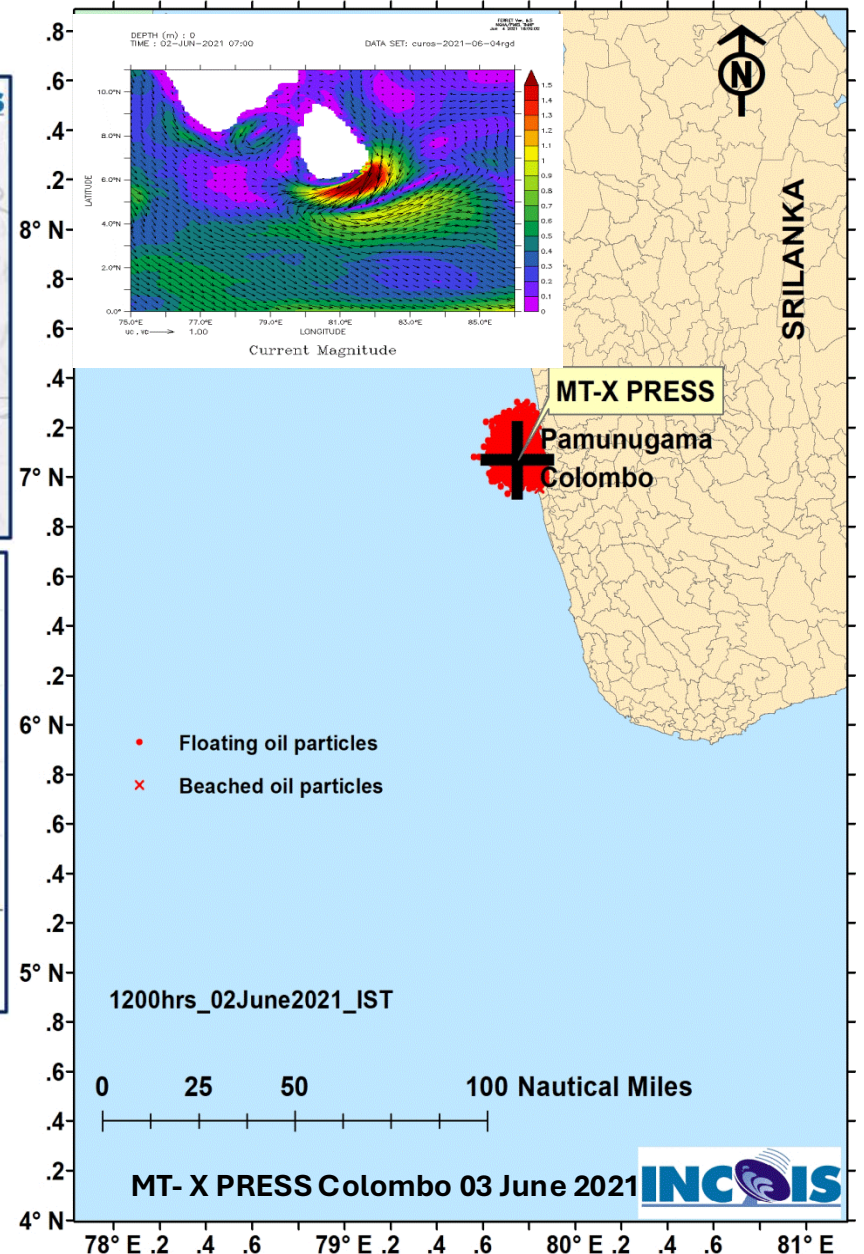 FERRET Ver. 6.5
NOAA/PMEL TMAP
DEPTH (m) : 0
TIME : 02-JUN-2021 07:00
DATA SET: curos-2021-06-04rgd
10.0°N
8.0°N
6.0°N
4.0°N
2.0°N
0.0°
LATITUDE
75.0°E 77.0°E 79.0°E 81.0°E 83.0°E 85.0°E
LONGITUDE
1.00
1.5
1.4
1.3
1.2
1.1
1
0.9
0.8
0.7
0.6
0.5
0.4
0.3
0.2
0.1
0
Current Magnitude
N
SRILANKA
.8
.6
.4
.2
8° N
.8
.6
.4
.2
7° N
.8
.6
.4
.2
6° N
.8
.6
.4
.2
5° N
.8
.6
.4
.2
4° N
MT-X PRESS
Pamunugama
Colombo
Floating oil particles
Beached oil particles
1200hrs_02June2021_IST
0 25 50 100 Nautical Miles
MT- X PRESS Colombo 03 June 2021
INCOIS
78° E .2 .4 .6 79° E .2 .4 .6 80° E .2 .4 .6 81° E